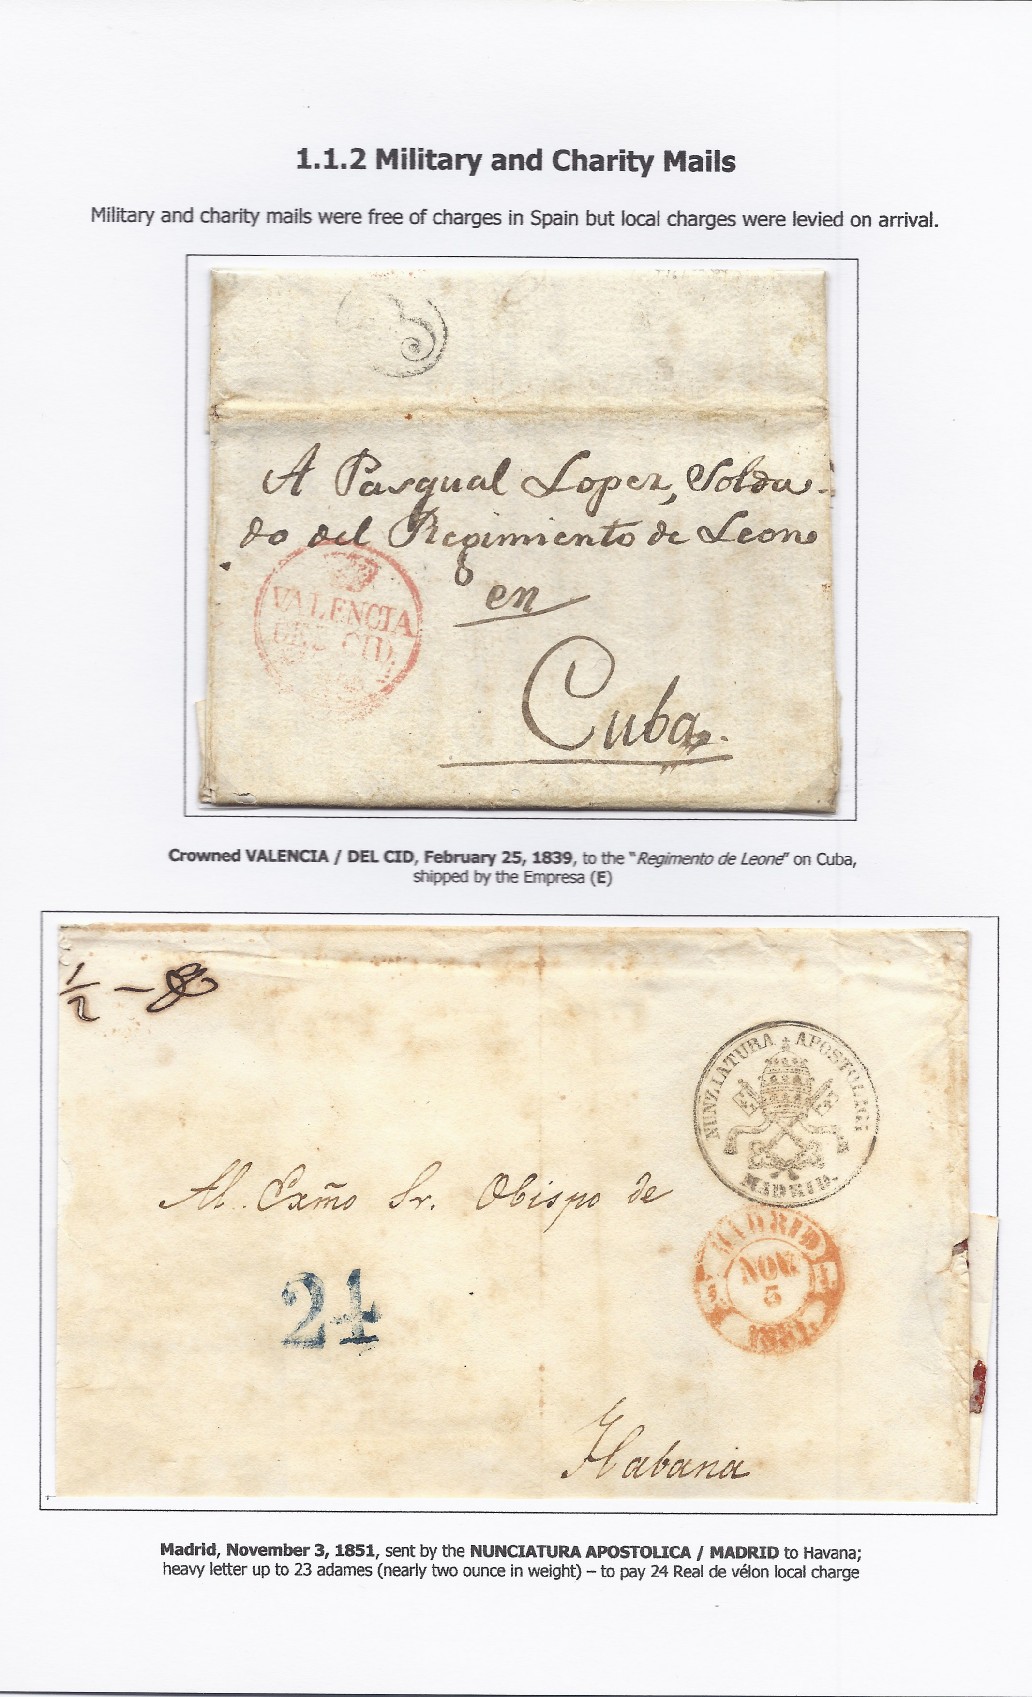 1.1.2 Military and Charity Mails
Military and charity mails were free of charges in Spain but local charges were levied on arrival.
A Pasqual Lopez, Solda-
do del Regimiento de Leone
VALENCIA
DEL CID
en
Cuba.
Crowned VALENCIA / DEL CID, February 25, 1839, to the "Regimento de Leone" on Cuba,
shipped by the Empresa (E)
1/2 –
NUNZIATURA APOSTOLICA
MADRID.
Al Exmo Sr. Obispo de
24
MADRID
NOV
1851.
Habana
Madrid, November 3, 1851, sent by the NUNCIATURA APOSTOLICA / MADRID to Havana;
heavy letter up to 23 adames (nearly two ounce in weight) – to pay 24 Real de vélon local charge